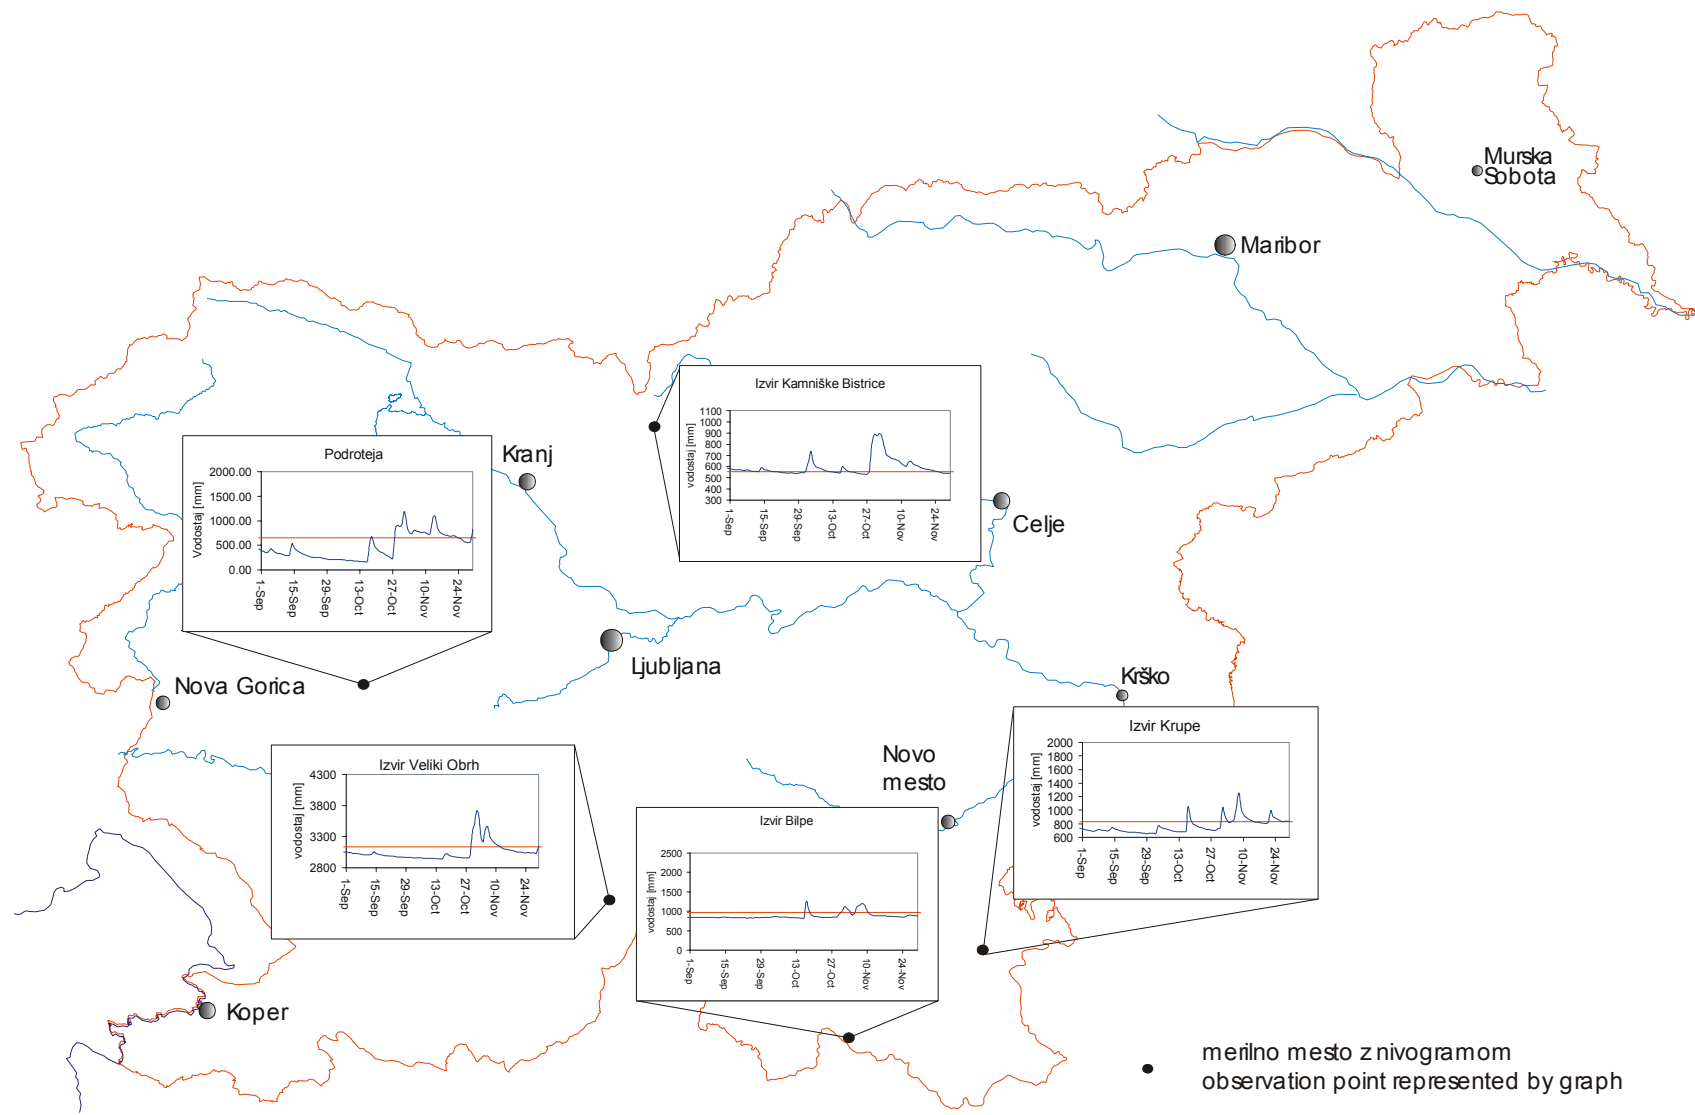 Murska
Sobota
Maribor
Izvir Kamniške Bistrice
vodostaj [mm]
1100
1000
900
800
700
600
500
400
300
1-Sep
15-Sep
29-Sep
13-Oct
27-Oct
10-Nov
24-Nov
Podroteja
Vodostaj [mm]
2000.00
1500.00
1000.00
500.00
0.00
1-Sep
15-Sep
29-Sep
13-Oct
27-Oct
10-Nov
24-Nov
Kranj
Celje
Ljubljana
Nova Gorica
Krško
Izvir Krupe
vodostaj [mm]
2000
1800
1600
1400
1200
1000
800
600
1-Sep
15-Sep
29-Sep
13-Oct
27-Oct
10-Nov
24-Nov
Izvir Veliki Obrh
vodostaj [mm]
4300
3800
3300
2800
1-Sep
15-Sep
29-Sep
13-Oct
27-Oct
10-Nov
24-Nov
Novo
mesto
Izvir Bilpe
vodostaj [mm]
2500
2000
1500
1000
500
0
1-Sep
15-Sep
29-Sep
13-Oct
27-Oct
10-Nov
24-Nov
Koper
merilno mesto z nivogramom
observation point represented by graph